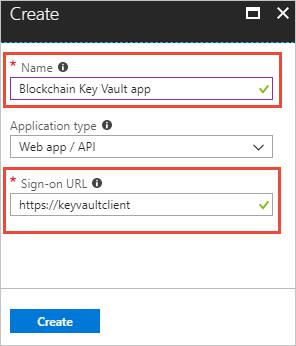 Create
* Name
Blockchain Key Vault app
Application type
Web app / API
* Sign-on URL
https://keyvaultclient
Create